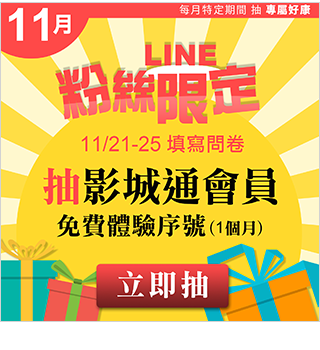 每月特定期間 抽 專屬好康
11月
LINE
粉絲限定
11/21-25 填寫問卷
抽影城通會員
免費體驗序號(1個月)
立即抽